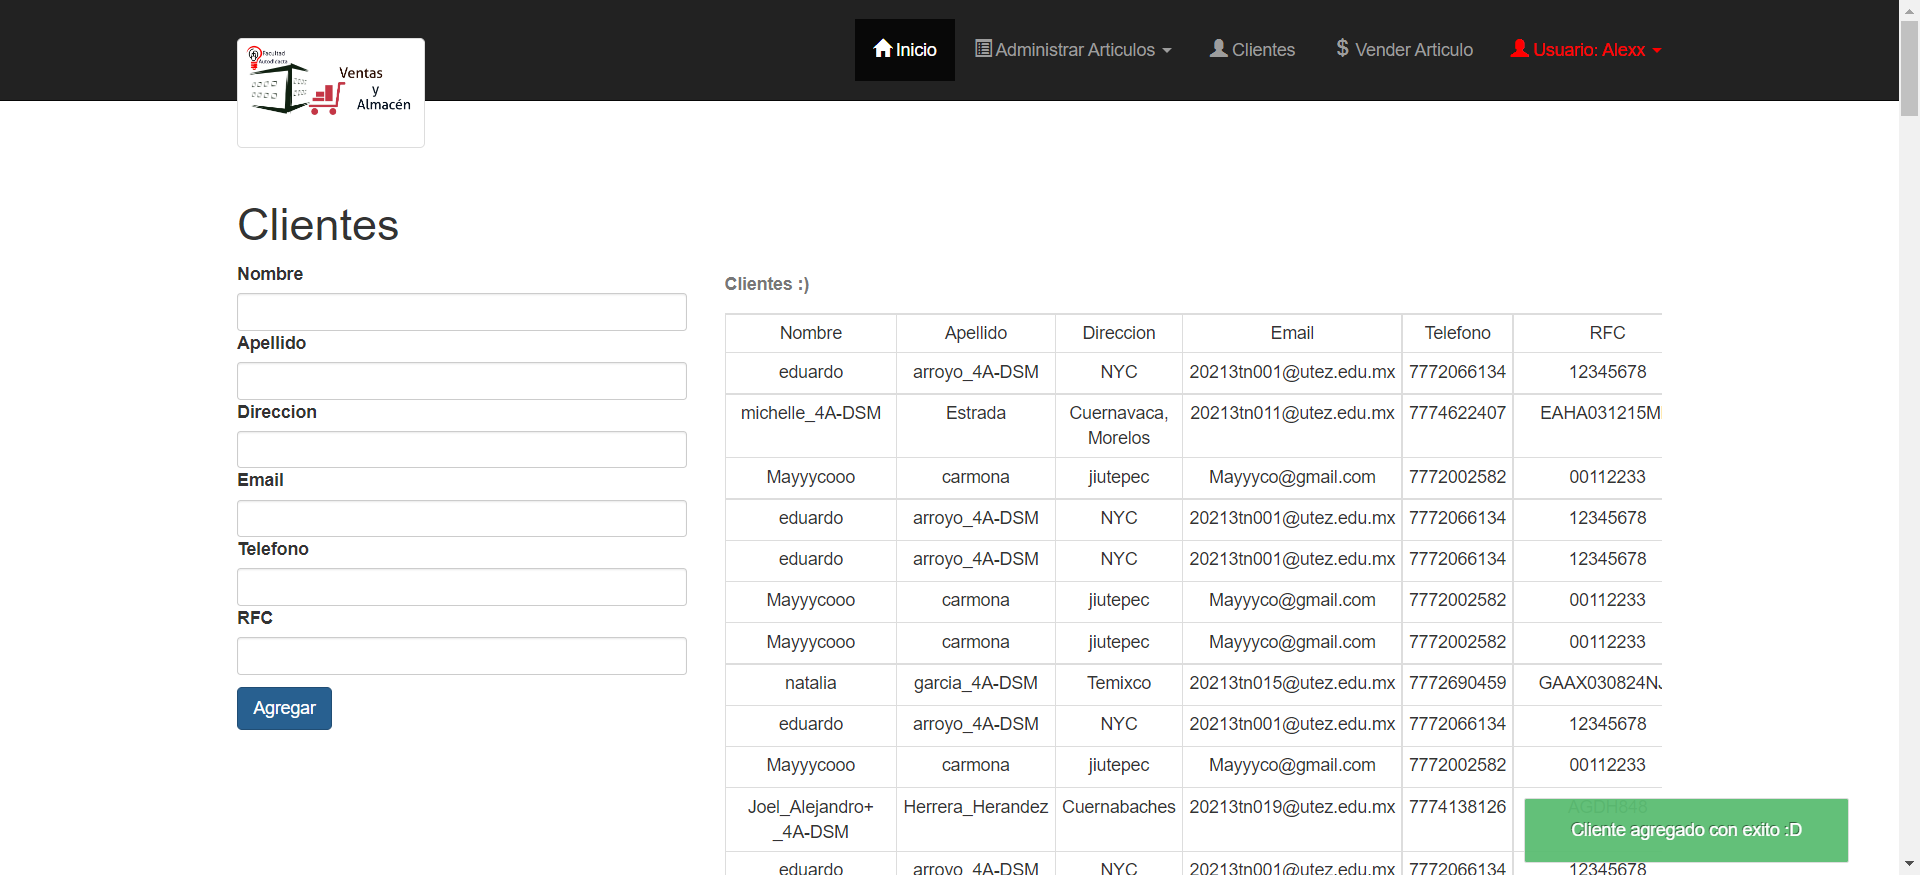 Facultad
Autodidacta
Ventas
y
Almacén
Inicio
Administrar Articulos
Clientes
$ Vender Articulo
Usuario: Alexx
Clientes
Nombre
Apellido
Direccion
Email
Telefono
RFC
Agregar
Clientes :)
Nombre Apellido Direccion Email Telefono RFC
eduardo arroyo_4A-DSM NYC 20213tn001@utez.edu.mx 7772066134 12345678
michelle_4A-DSM Estrada Cuernavaca, 20213tn011@utez.edu.mx 7774622407 EAHA031215M
Morelos
Mayyycooo carmona jiutepec Mayyyco@gmail.com 7772002582 00112233
eduardo arroyo_4A-DSM NYC 20213tn001@utez.edu.mx 7772066134 12345678
eduardo arroyo_4A-DSM NYC 20213tn001@utez.edu.mx 7772066134 12345678
Mayyycooo carmona jiutepec Mayyyco@gmail.com 7772002582 00112233
Mayyycooo carmona jiutepec Mayyyco@gmail.com 7772002582 00112233
natalia garcia_4A-DSM Temixco 20213tn015@utez.edu.mx 7772690459 GAAX030824NJ
eduardo arroyo_4A-DSM NYC 20213tn001@utez.edu.mx 7772066134 12345678
Mayyycooo carmona jiutepec Mayyyco@gmail.com 7772002582 00112233
Joel_Alejandro+ Herrera_Herandez Cuernabaches 20213tn019@utez.edu.mx 7774138126 AGDH848
_4A-DSM
Cliente agregado con exito :D
eduardo arroyo_4A-DSM NYC 20213tn001@utez.edu.mx 7772066134 12345678